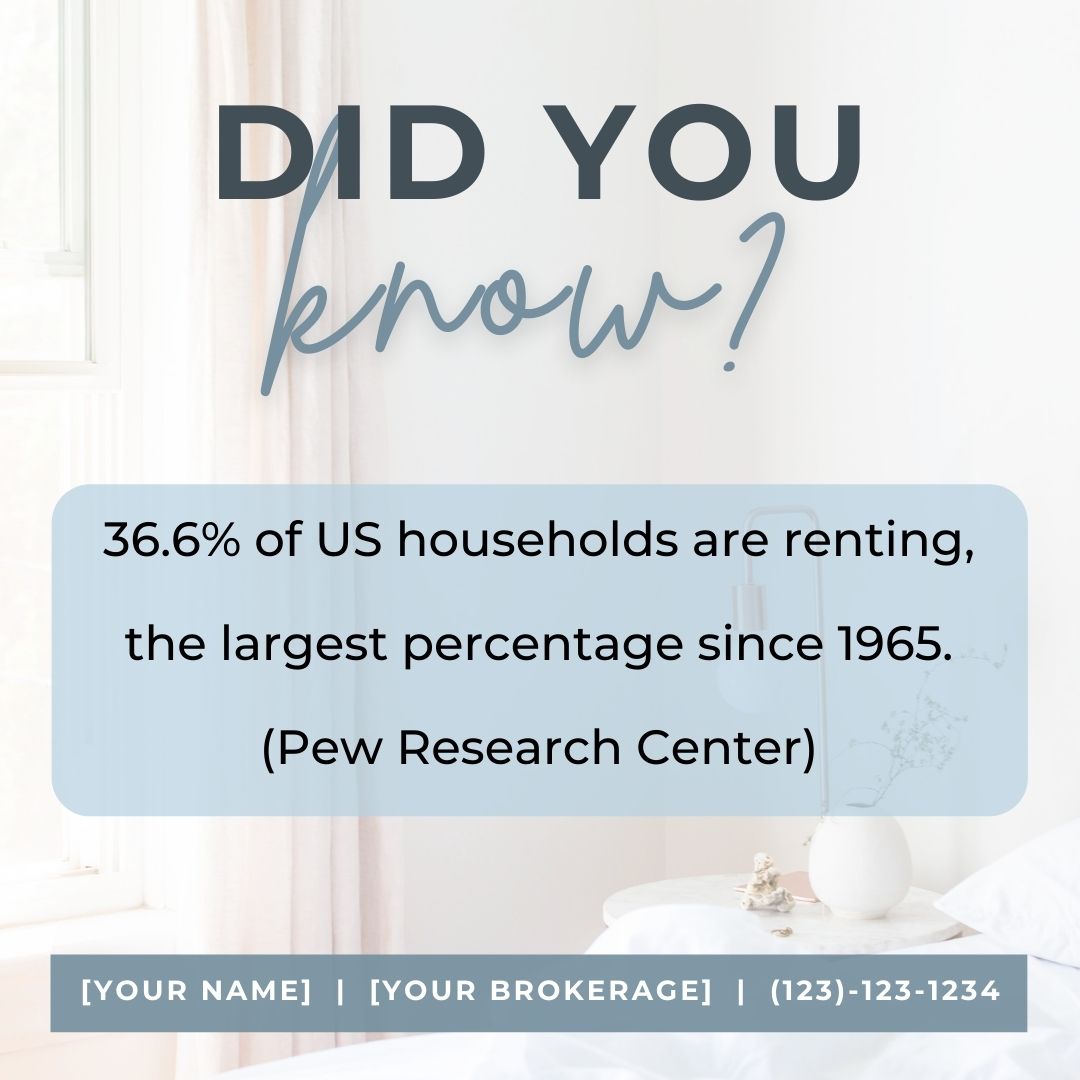 DID YOU
know?
36.6% of US households are renting,
the largest percentage since 1965.
(Pew Research Center)
[YOUR NAME] | [YOUR BROKERAGE] | (123)-123-1234